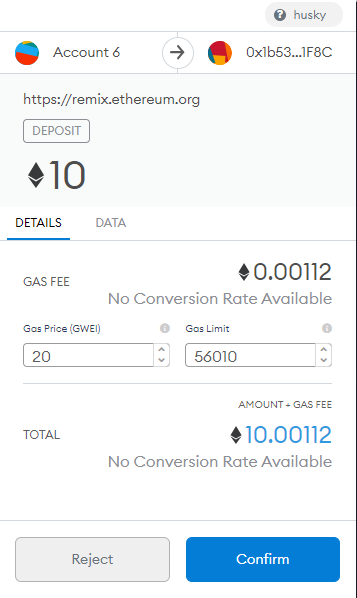 husky
Account 6
0x1b53...1F8C
https://remix.ethereum.org
DEPOSIT
10
DETAILS
DATA
GAS FEE
0.00112
No Conversion Rate Available
Gas Price (GWEI)
Gas Limit
20
56010
AMOUNT + GAS FEE
TOTAL
10.00112
No Conversion Rate Available
Reject
Confirm